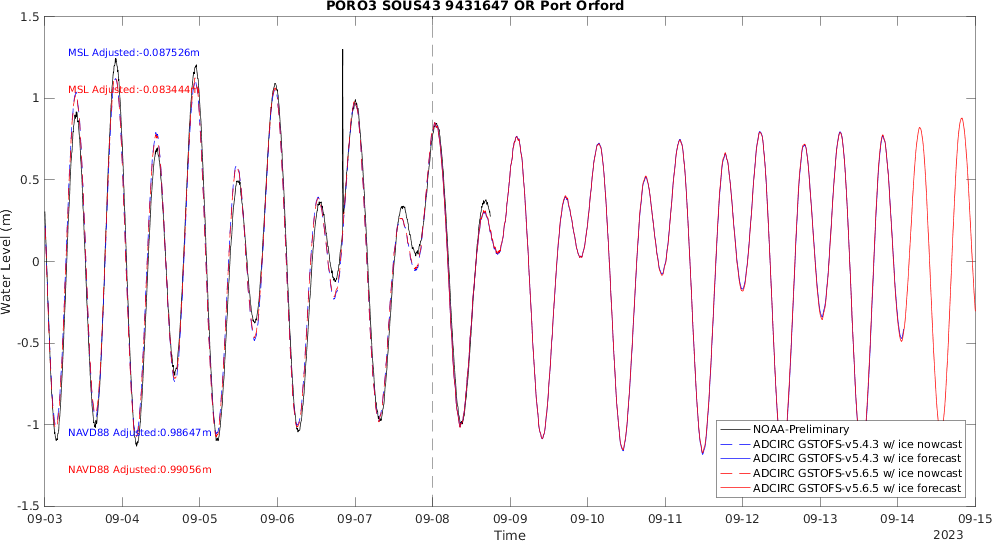 PORO3 SOUS43 9431647 OR Port Orford
Water Level (m)
1.5
1
0.5
0
-0.5
-1
-1.5
MSL Adjusted:-0.087526m
MSL Adjusted:-0.083444m
NAVD88 Adjusted:0.98647m
NAVD88 Adjusted:0.99056m
NOAA-Preliminary
ADCIRC GSTOFS-v5.4.3 w/ ice nowcast
ADCIRC GSTOFS-v5.4.3 w/ ice forecast
ADCIRC GSTOFS-v5.6.5 w/ ice nowcast
ADCIRC GSTOFS-v5.6.5 w/ ice forecast
09-03 09-04 09-05 09-06 09-07 09-08 09-09 09-10 09-11 09-12 09-13 09-14 09-15
Time
2023